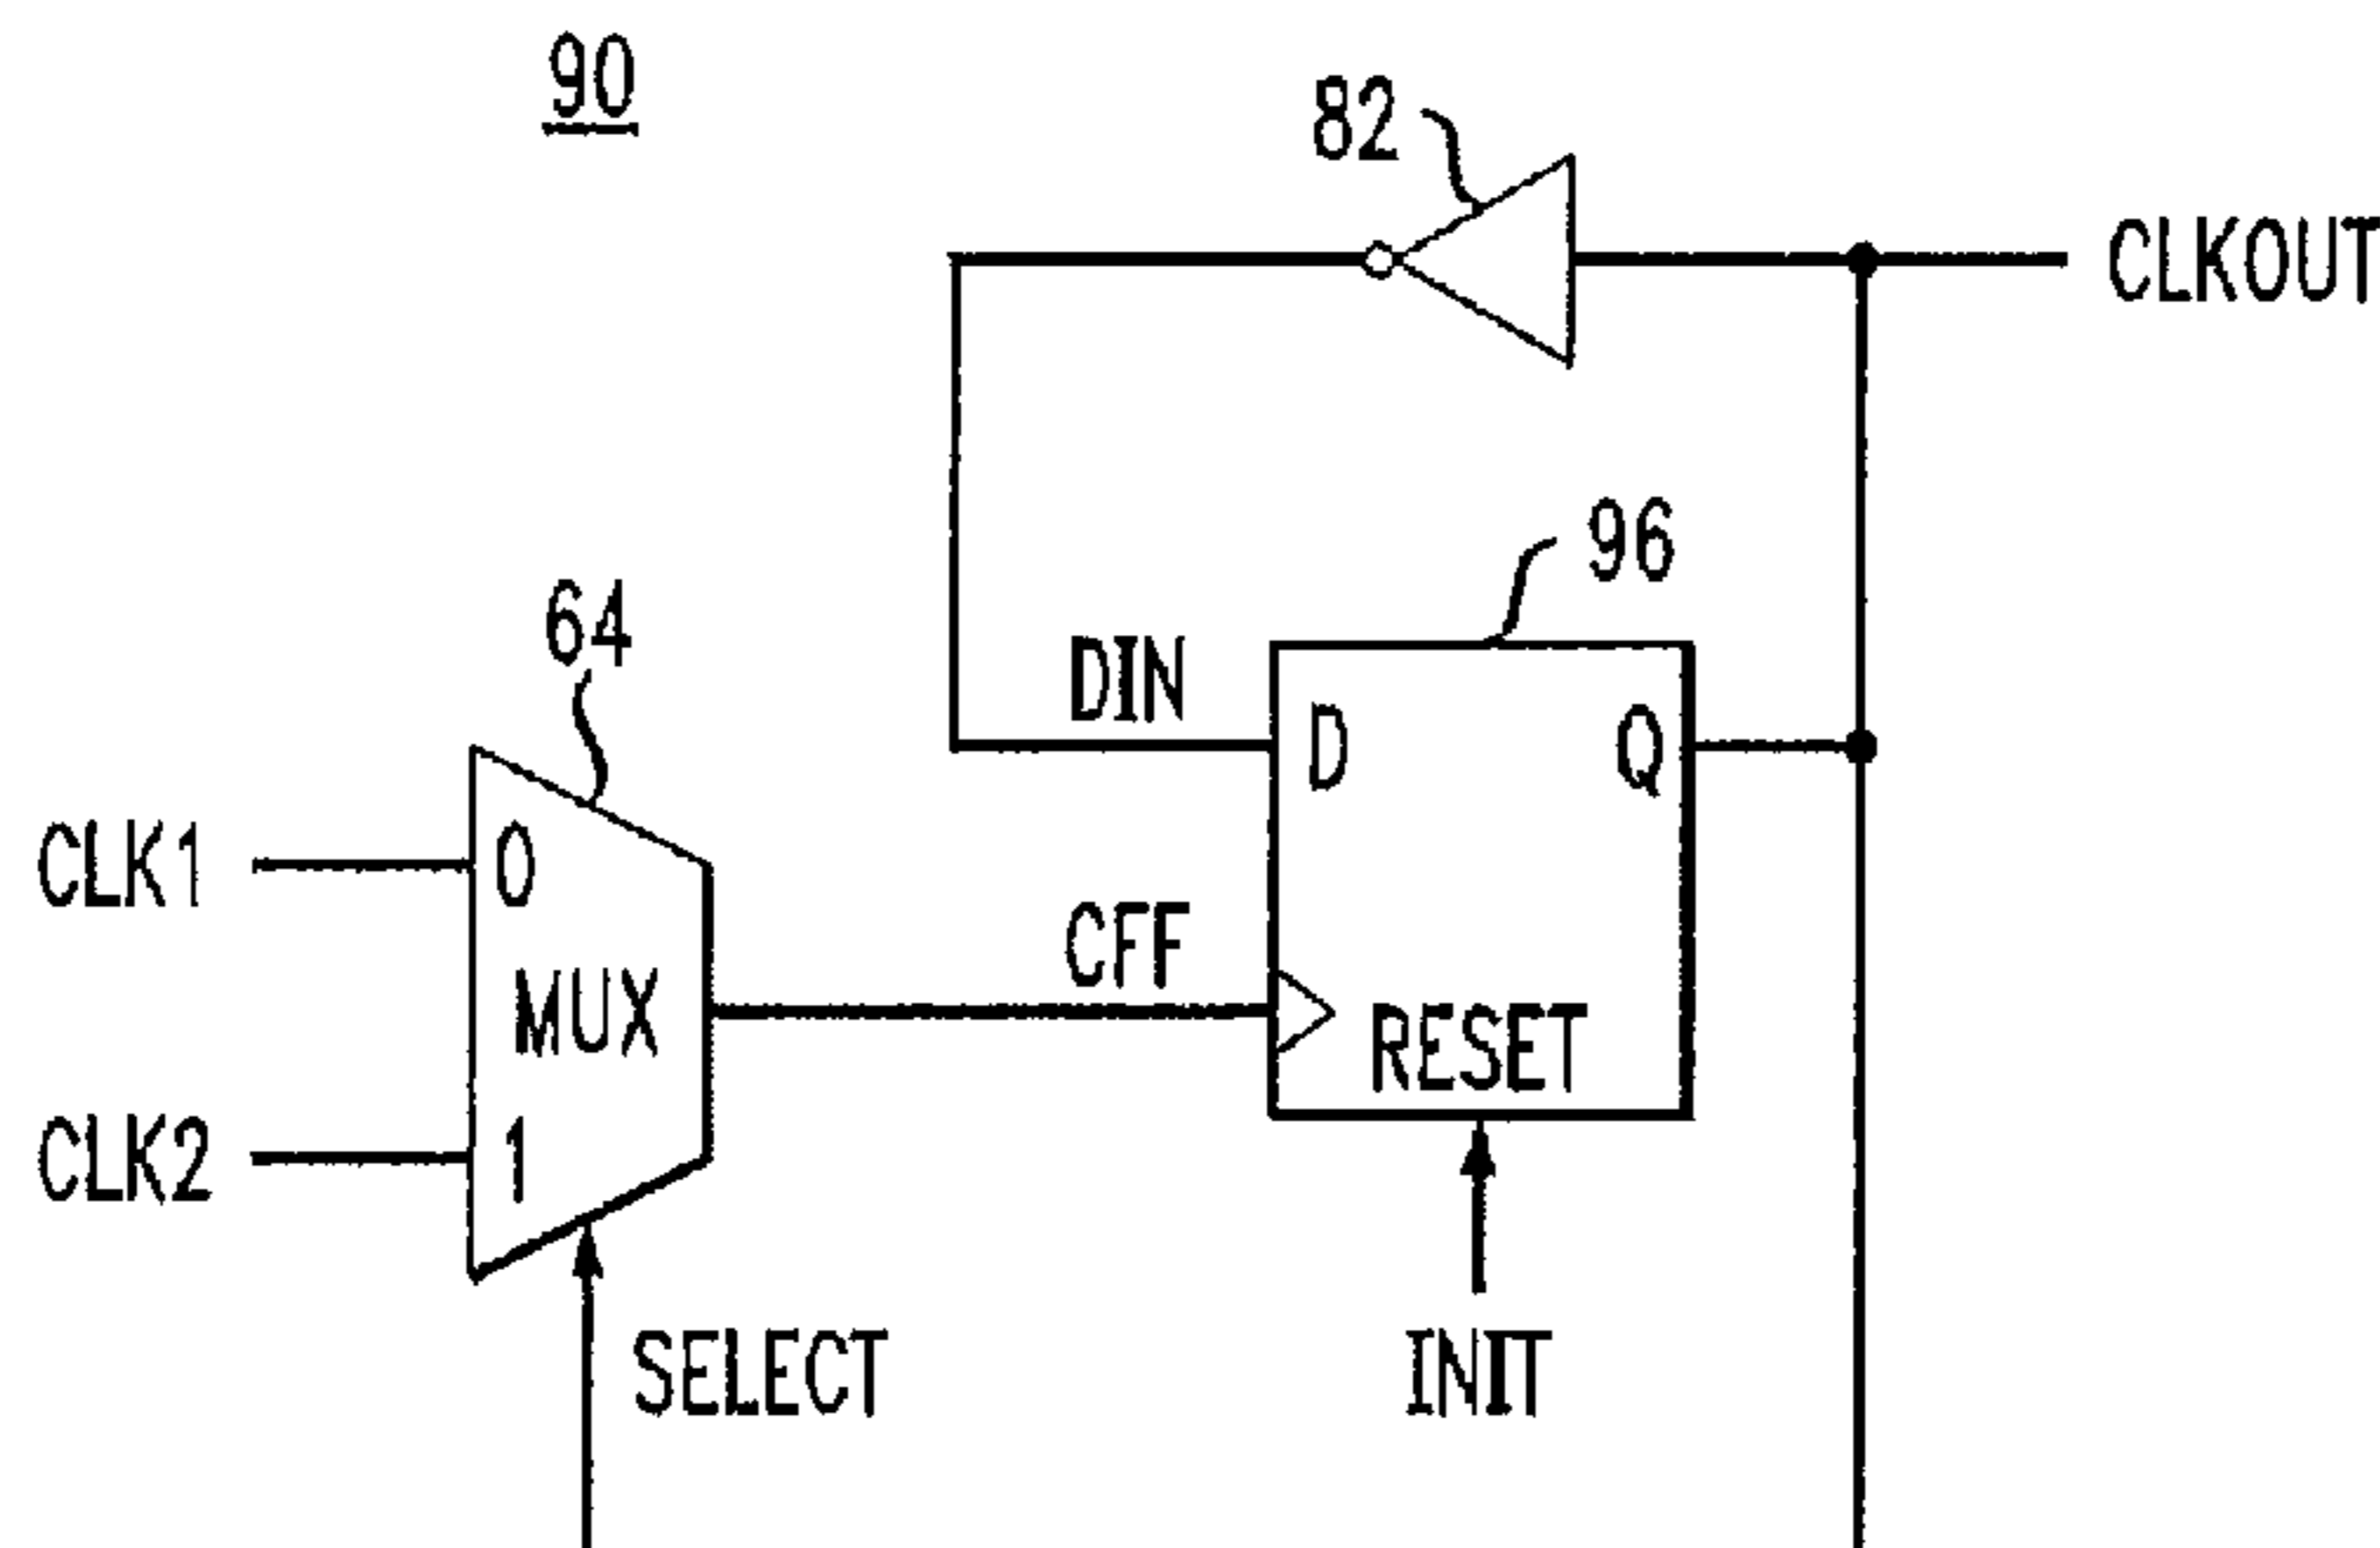 90
82
CLKOUT
96
64
DIN
D
Q
CLK1
0
CFF
MUX
RESET
CLK2
1
SELECT
INIT